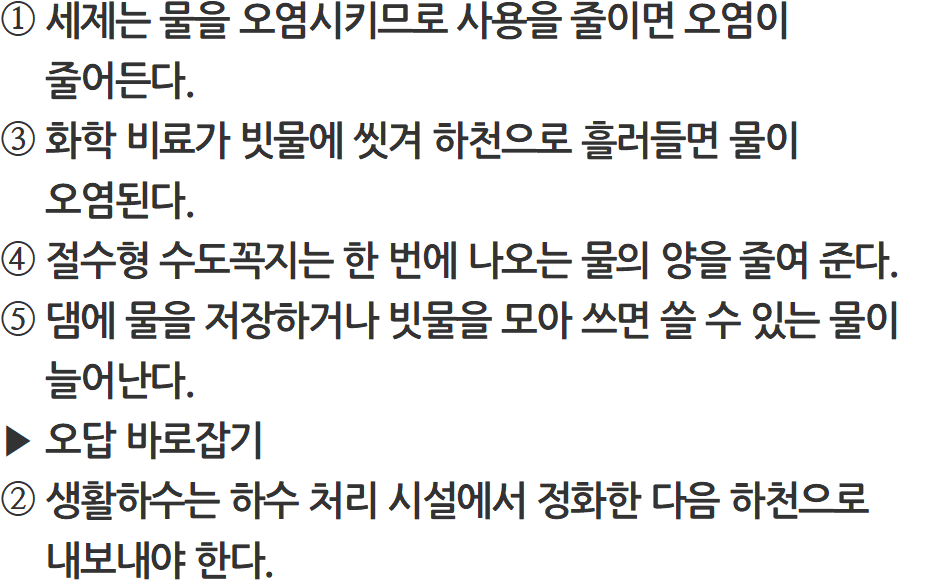 ① 세제는 물을 오염시키므로 사용을 줄이면 오염이
줄어든다.
③ 화학 비료가 빗물에 씻겨 하천으로 흘러들면 물이
오염된다.
④ 절수형 수도꼭지는 한 번에 나오는 물의 양을 줄여 준다.
⑤ 댐에 물을 저장하거나 빗물을 모아 쓰면 쓸 수 있는 물이
늘어난다.
▶ 오답 바로잡기
② 생활하수는 하수 처리 시설에서 정화한 다음 하천으로
내보내야 한다.